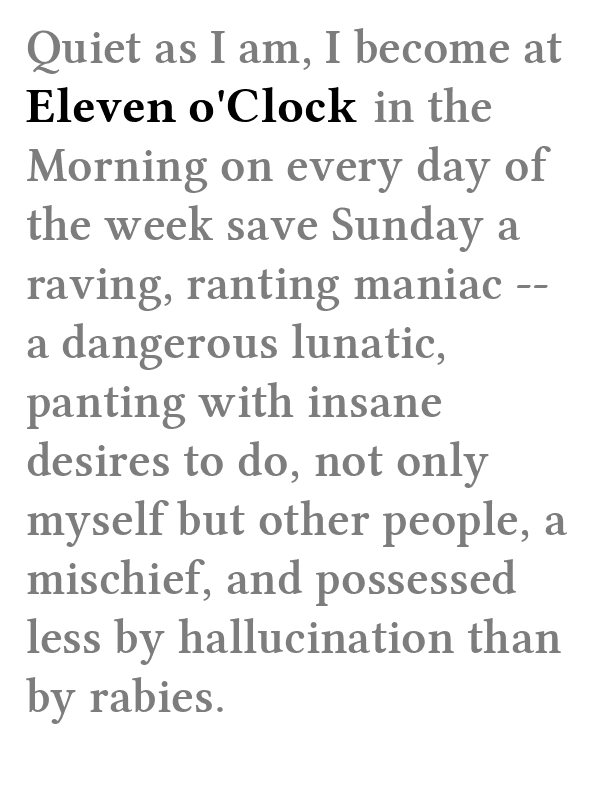 Quiet as I am, I become at
Eleven o'Clock in the
Morning on every day of
the week save Sunday a
raving, ranting maniac --
a dangerous lunatic,
panting with insane
desires to do, not only
myself but other people, a
mischief, and possessed
less by hallucination than
by rabies.